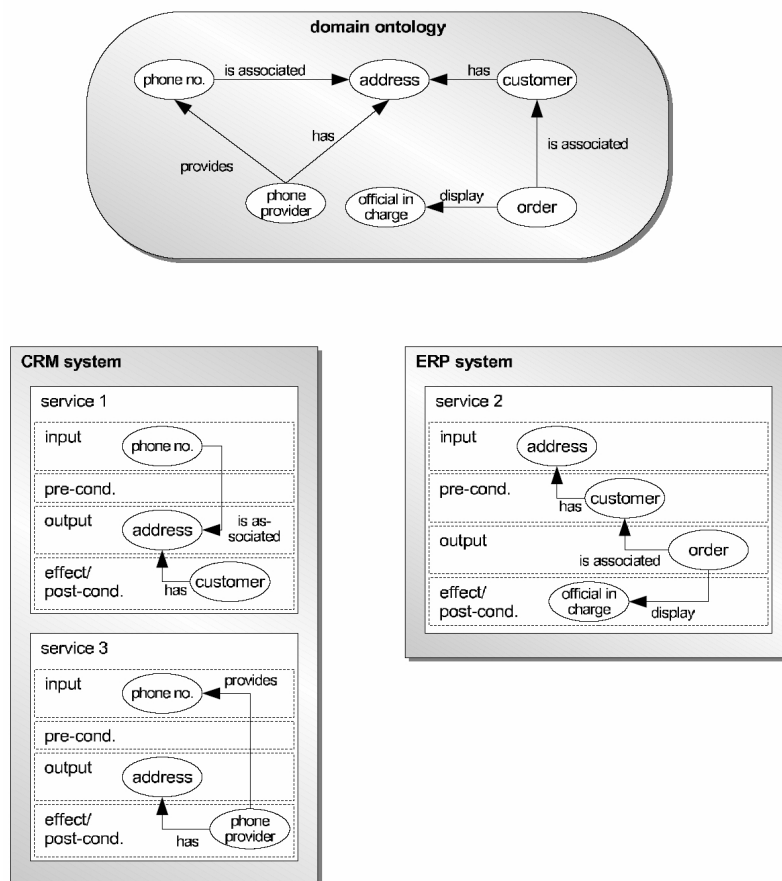 domain ontology
phone no.
is associated
address
has
customer
has
is associated
provides
phone
provider
official in
charge
display
order
CRM system
service 1
input
phone no.
pre-cond.
output
address
is as-
sociated
effect/
post-cond.
has
customer
service 3
input
phone no.
provides
pre-cond.
output
address
effect/
post-cond.
has
phone
provider
ERP system
service 2
input
address
pre-cond.
has
customer
output
is associated
order
effect/
post-cond.
official in
charge
display